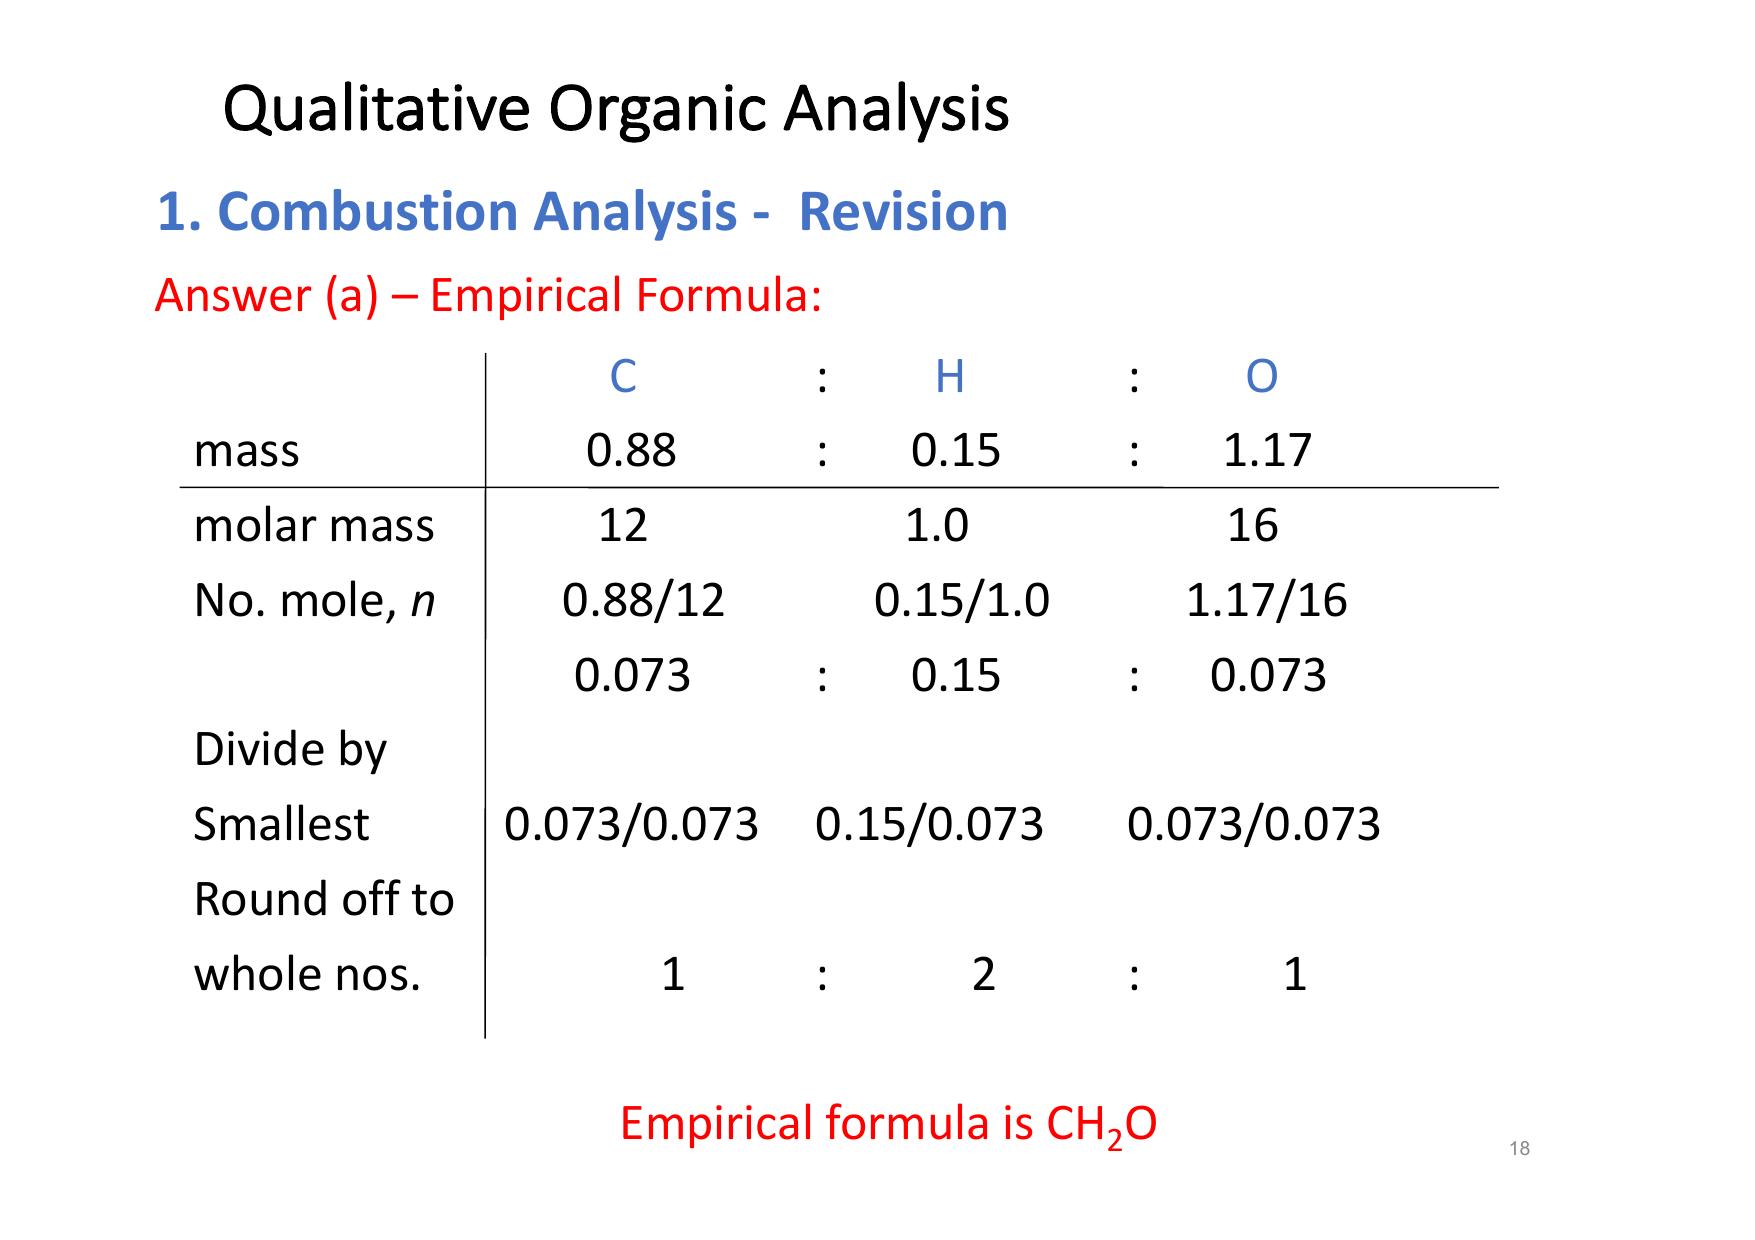 Qualitative Organic Analysis
1. Combustion Analysis - Revision
Answer (a) – Empirical Formula:
C : H : O
mass 0.88 : 0.15 : 1.17
molar mass 12 1.0 16
No. mole, n 0.88/12 0.15/1.0 1.17/16
0.073 : 0.15 : 0.073
Divide by
Smallest 0.073/0.073 0.15/0.073 0.073/0.073
Round off to
whole nos. 1 : 2 : 1
Empirical formula is CH₂O
18